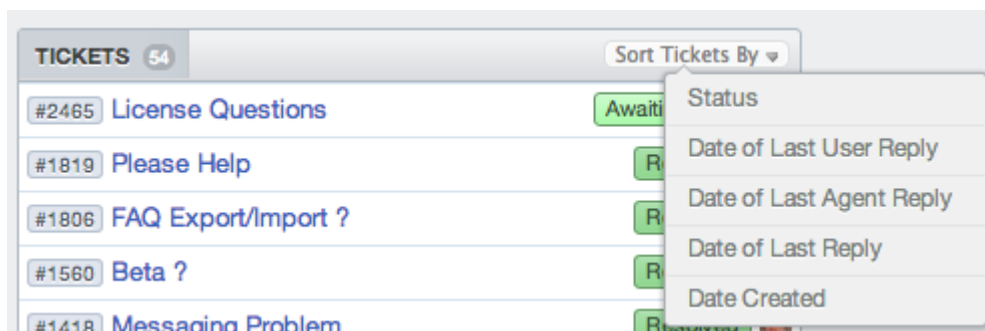 TICKETS 54 Sort Tickets By
#2465 License Questions
Status
#1819 Please Help
Date of Last User Reply
#1806 FAQ Export/Import ?
Date of Last Agent Reply
#1560 Beta ?
Date of Last Reply
#1418 Messaging Problem Resolved
Date Created